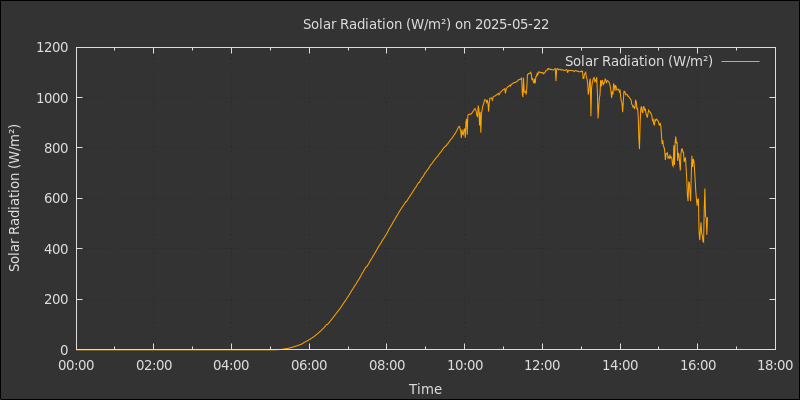 Solar Radiation (W/m²) on 2025-05-22
Solar Radiation (W/m²)
Solar Radiation (W/m²)
1200
1000
800
600
400
200
0
00:00 02:00 04:00 06:00 08:00 10:00 12:00 14:00 16:00 18:00
Time